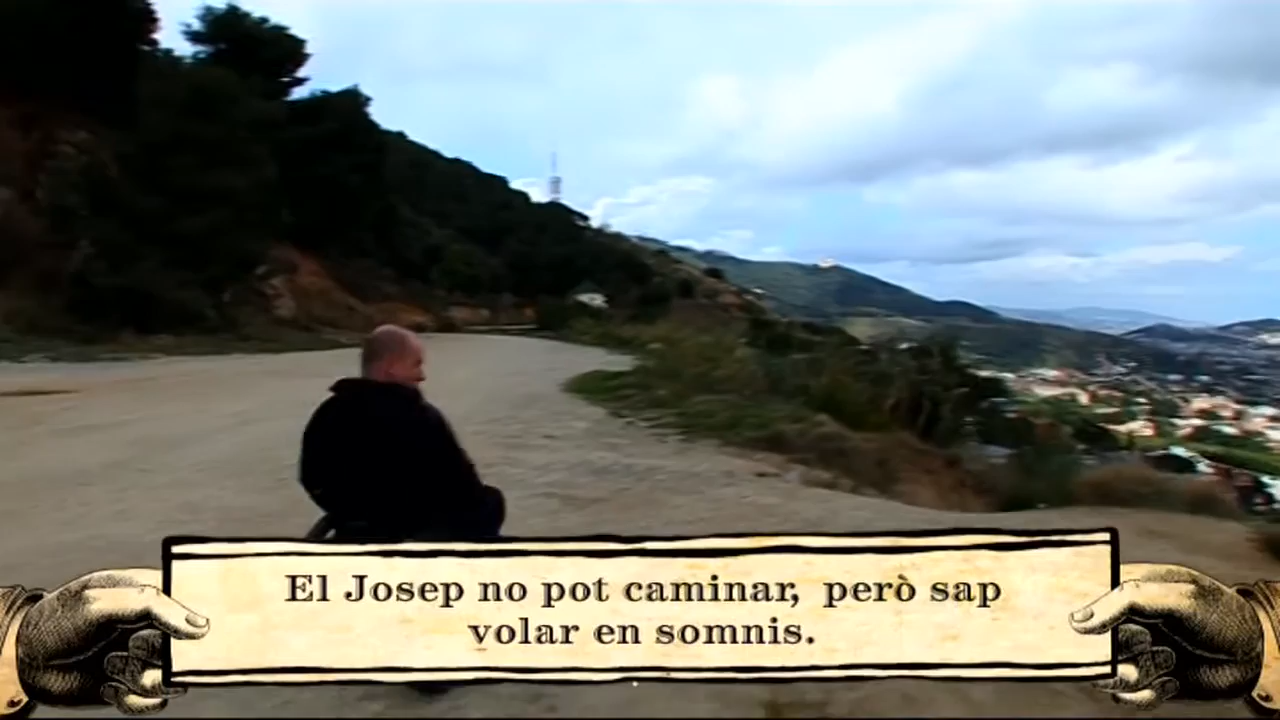 El Josep no pot caminar, però sap
volar en somnis.